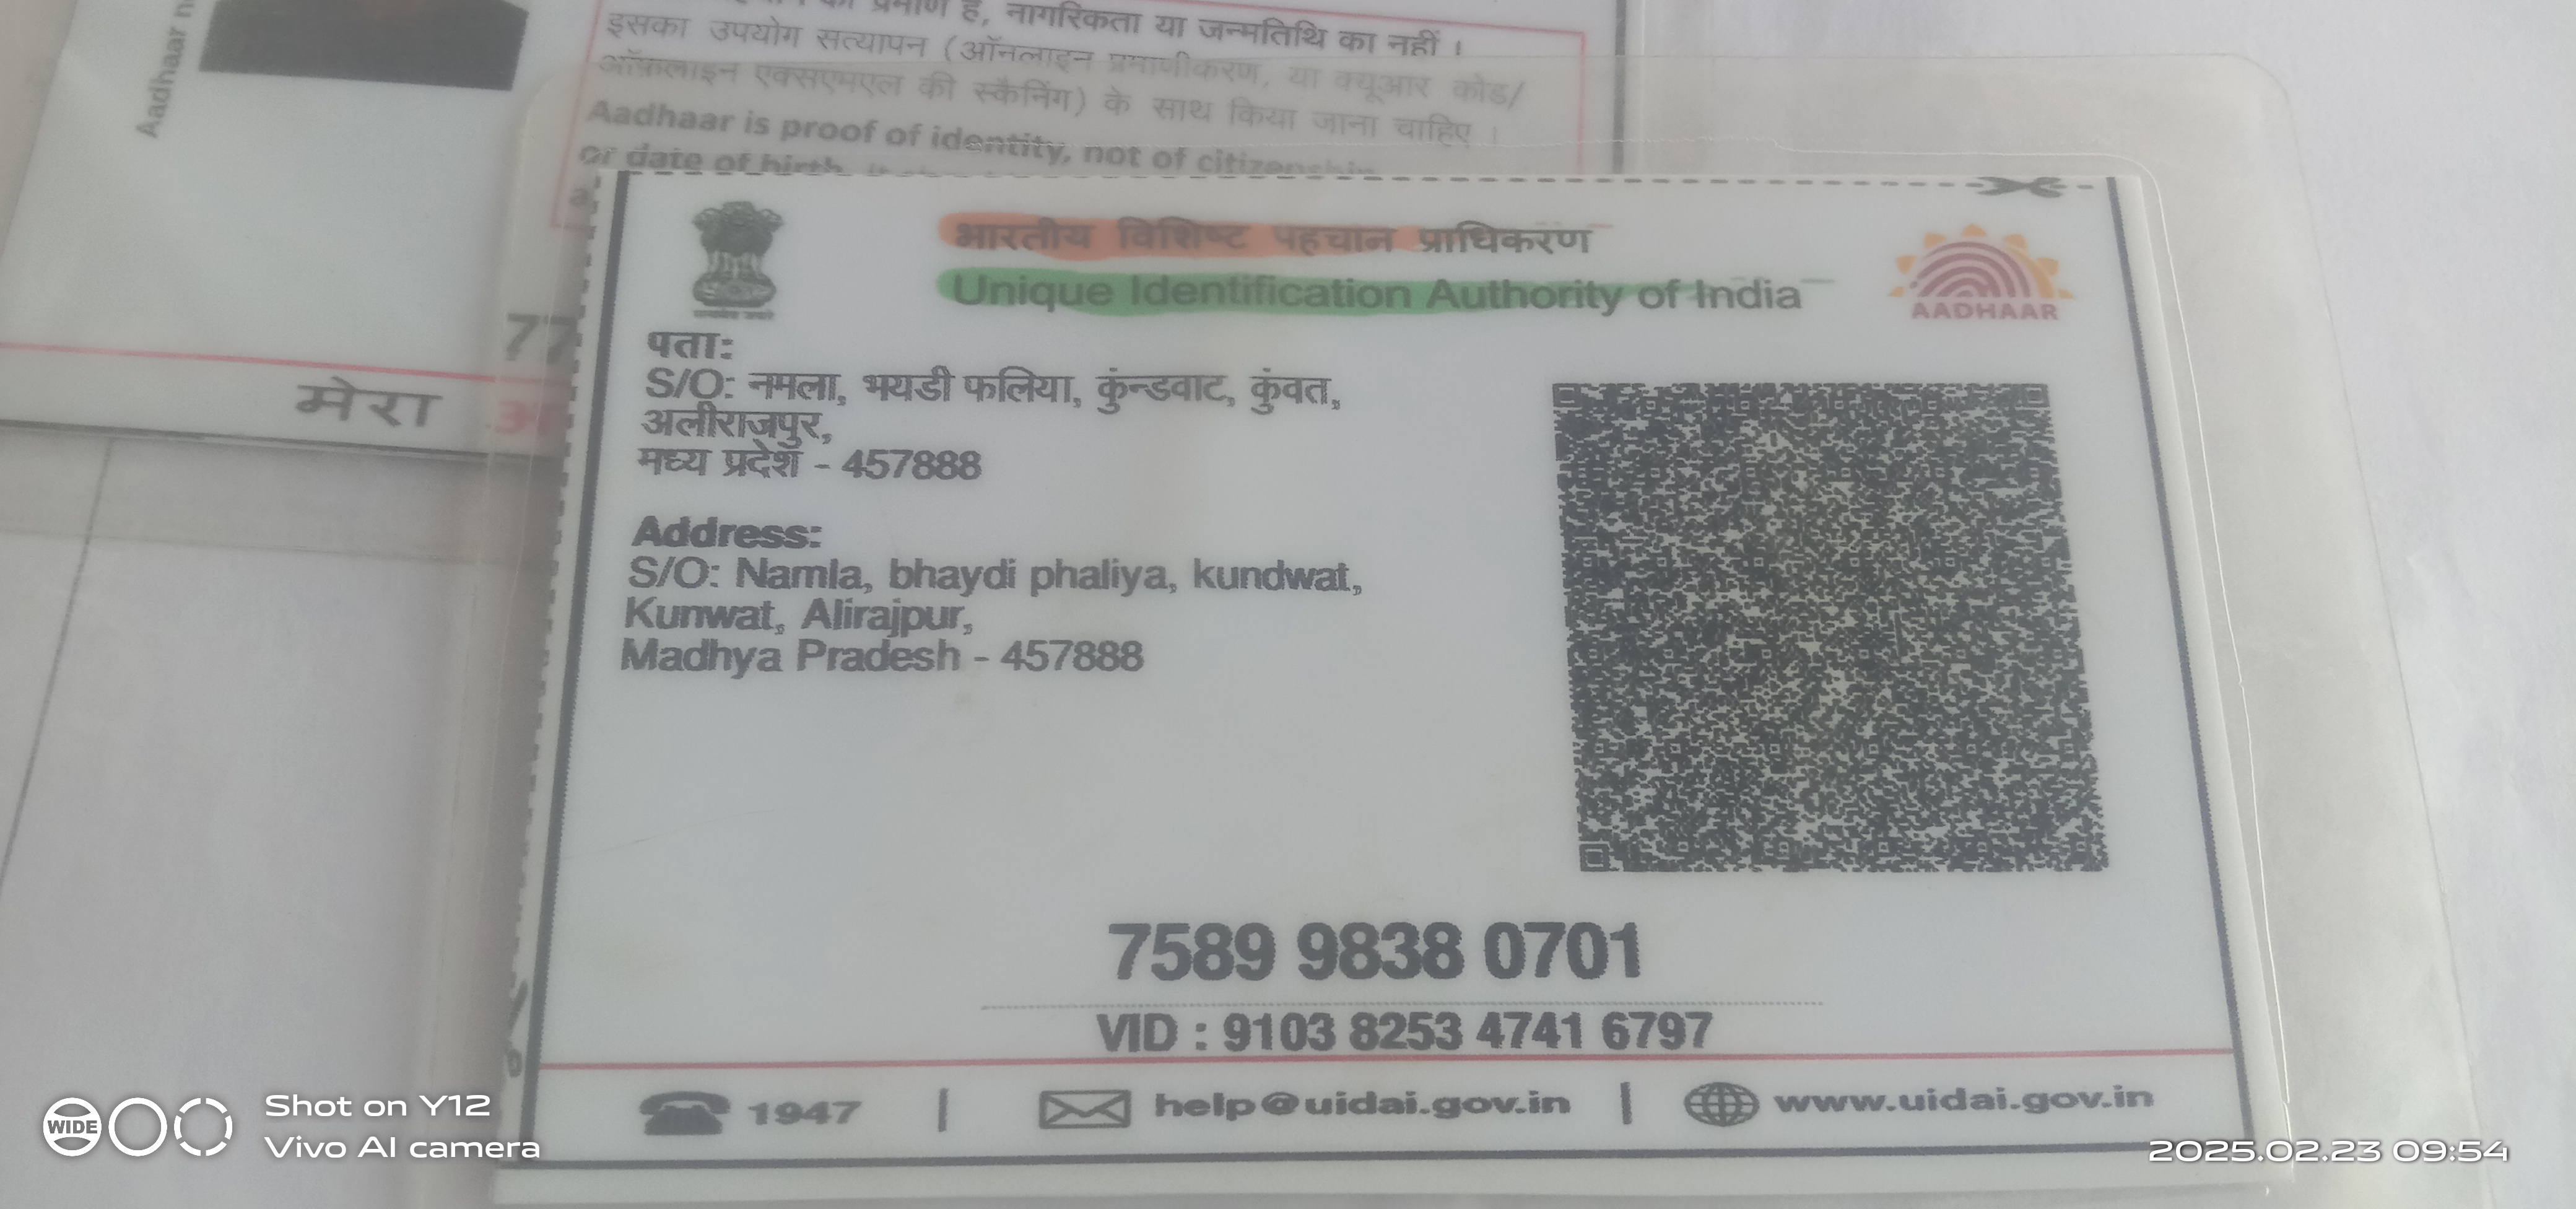 Aadhaar
प्रमाण है, नागरिकता या जन्मतिथि का नहीं ।
इसका उपयोग सत्यापन (ऑनलाइन प्रमाणीकरण, या क्यूआर कोड/
ऑफ़लाइन एक्सएमएल की स्कैनिंग) के साथ किया जाना चाहिए ।
Aadhaar is proof of identity, not of citizenship
or date of birth.
77
मेरा
भारतीय विशिष्ट पहचान प्राधिकरण
Unique Identification Authority of India
AADHAAR
पता:
S/O: नमला, भयडी फलिया, कुंन्डवाट, कुंवत,
अलीराजपुर,
मध्य प्रदेश - 457888
Address:
S/O: Namla, bhaydi phaliya, kundwat,
Kunwat, Alirajpur,
Madhya Pradesh - 457888
7589 9838 0701
VID : 9103 8253 4741 6797
1947 | help@uidai.gov.in | www.uidai.gov.in
WIDE
Shot on Y12
Vivo AI camera
2025.02.23 09:54